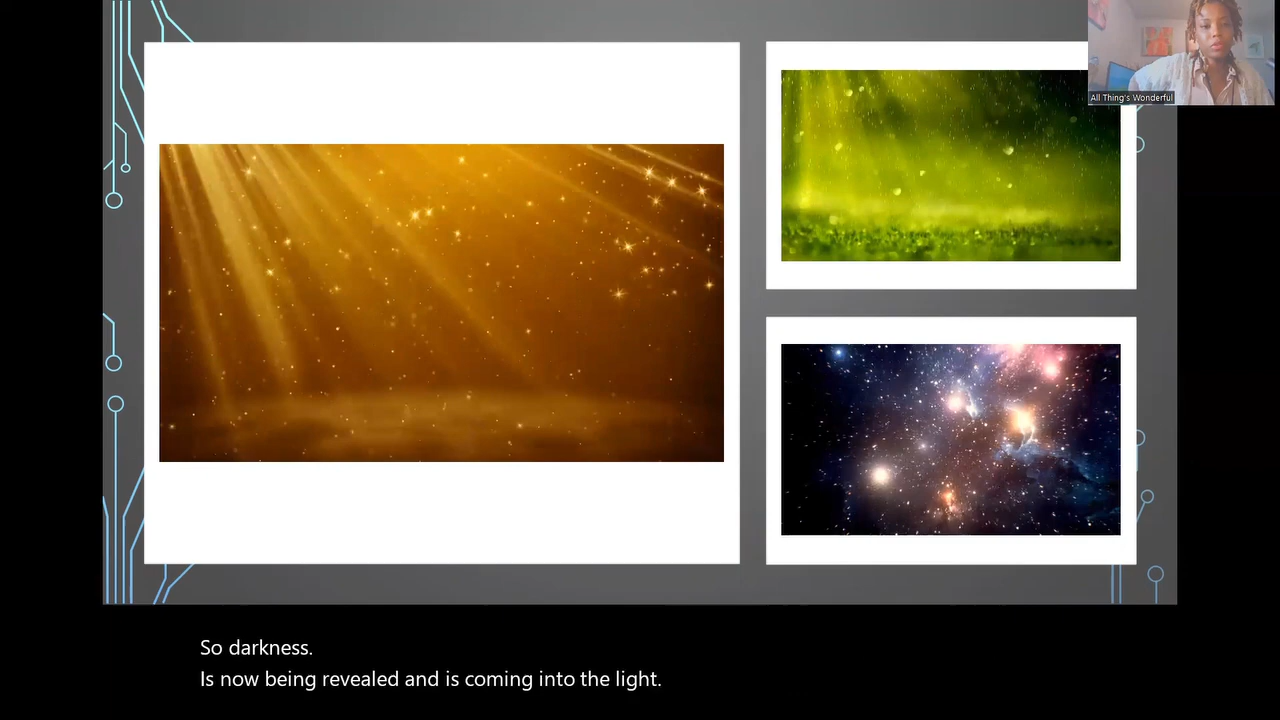 All Thing's Wonderful
So darkness.
Is now being revealed and is coming into the light.